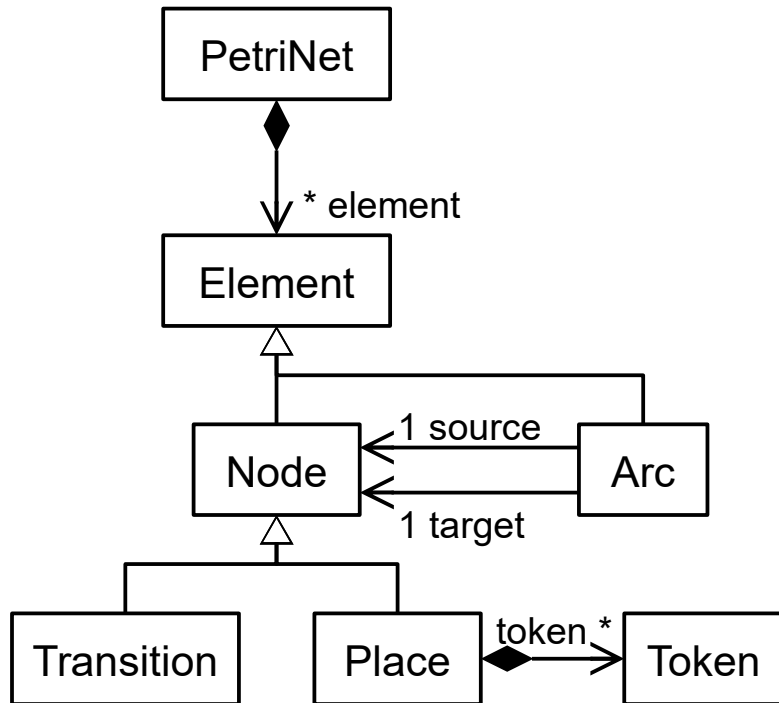 PetriNet
* element
Element
1 source
Node
Arc
1 target
Transition
Place
token *
Token